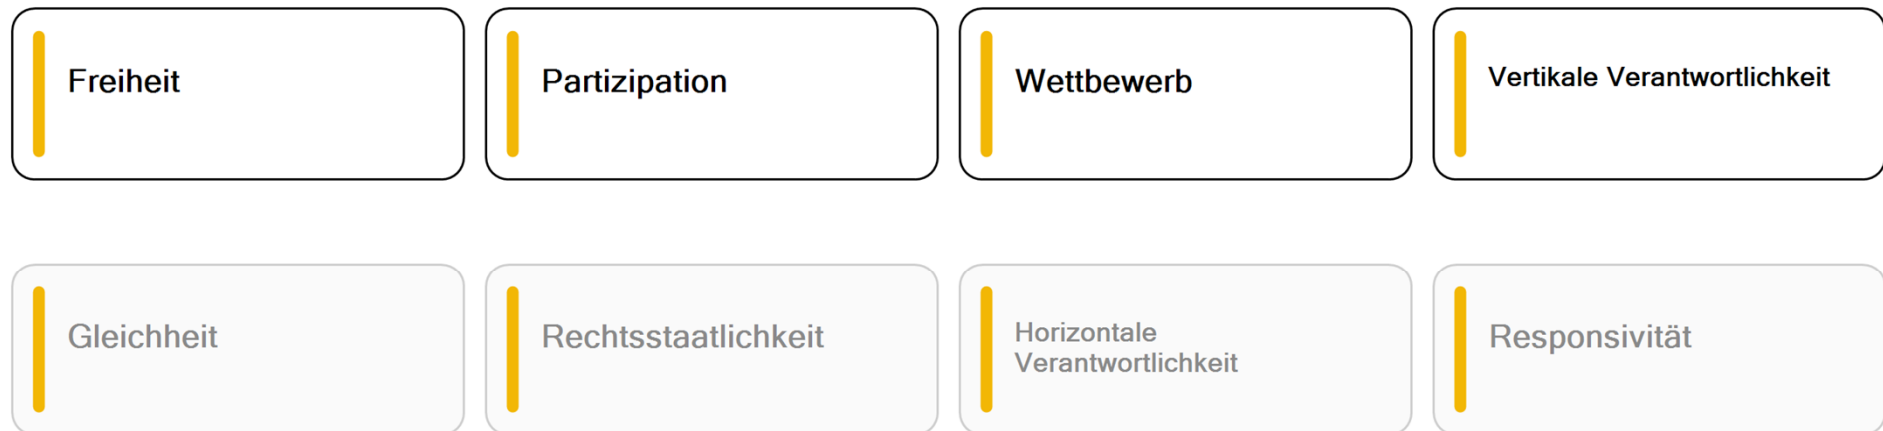 Freiheit
Partizipation
Wettbewerb
Vertikale Verantwortlichkeit
Gleichheit
Rechtsstaatlichkeit
Horizontale
Verantwortlichkeit
Responsivität